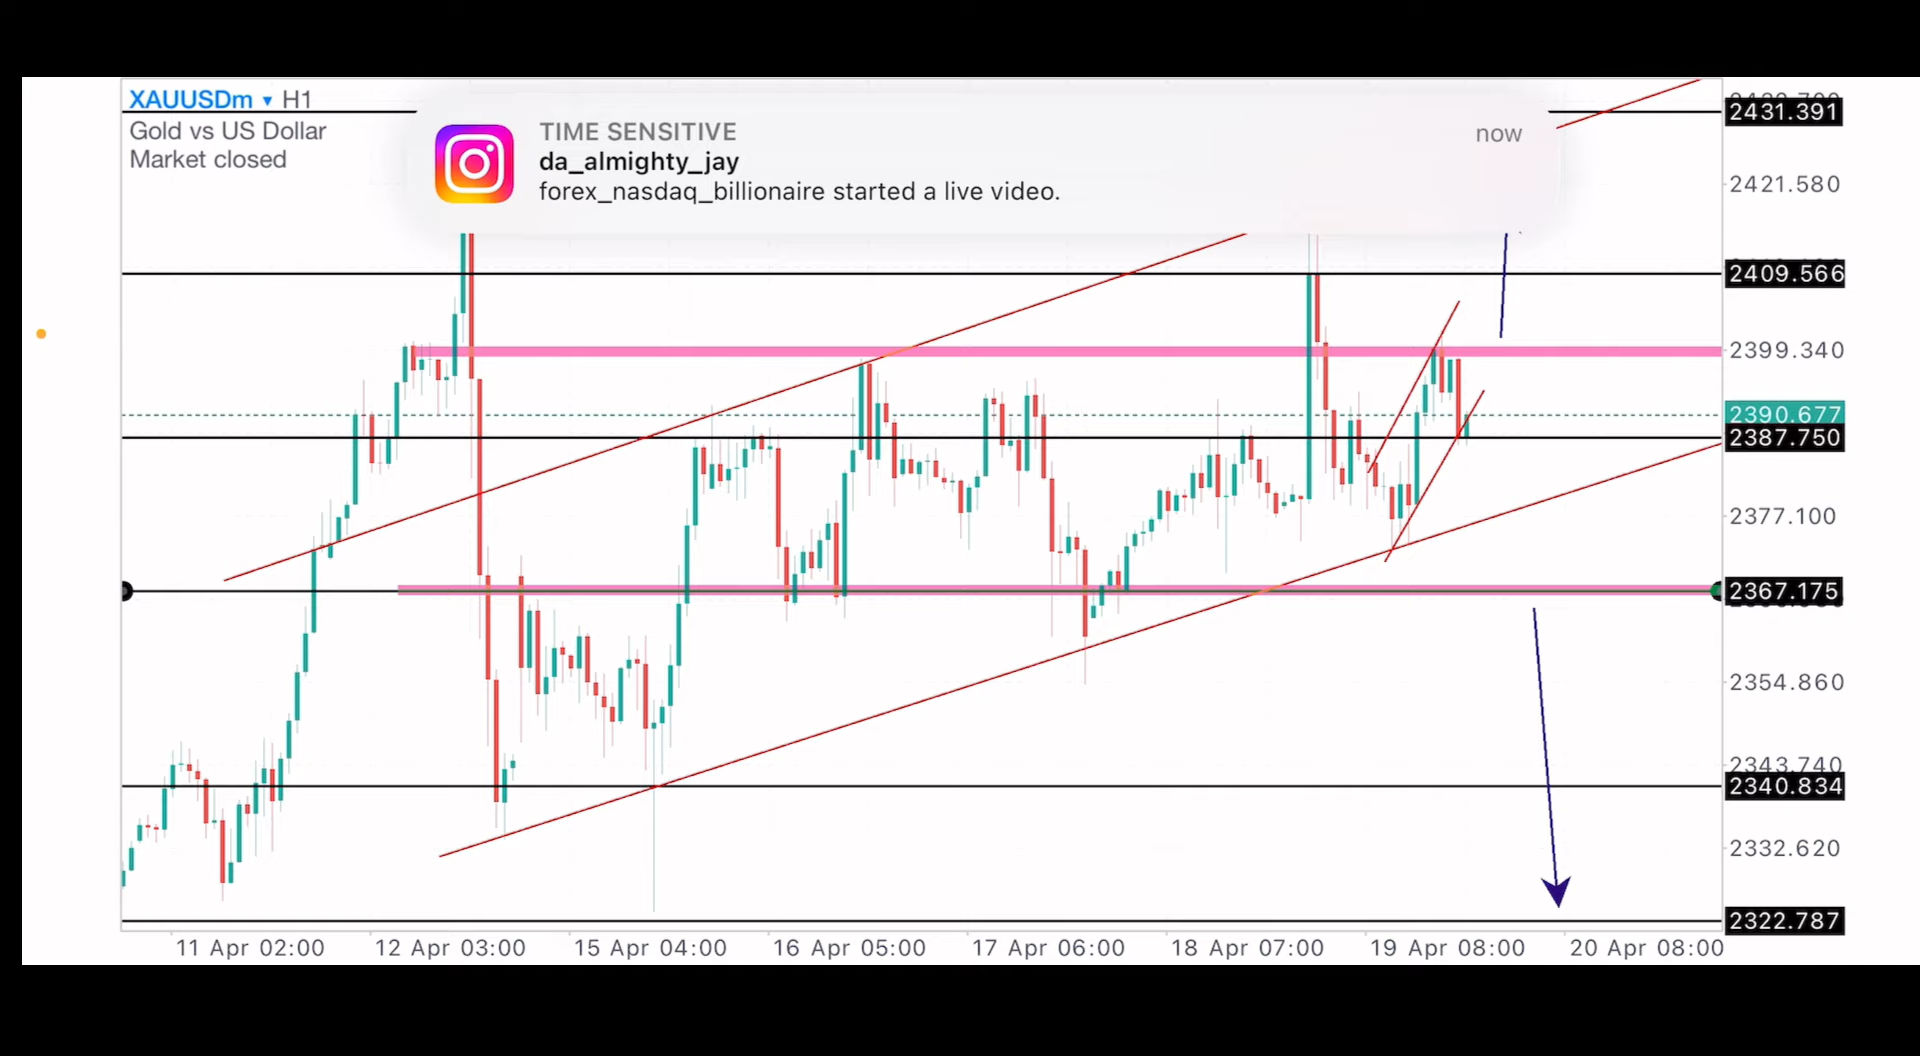 XAUUSDm ▾ H1
Gold vs US Dollar
Market closed
TIME SENSITIVE
now
da_almighty_jay
forex_nasdaq_billionaire started a live video.
2431.391
2421.580
2409.566
2399.340
2390.677
2387.750
2377.100
2367.175
2354.860
2343.740
2340.834
2332.620
2322.787
11 Apr 02:00 12 Apr 03:00 15 Apr 04:00 16 Apr 05:00 17 Apr 06:00 18 Apr 07:00 19 Apr 08:00 20 Apr 08:00